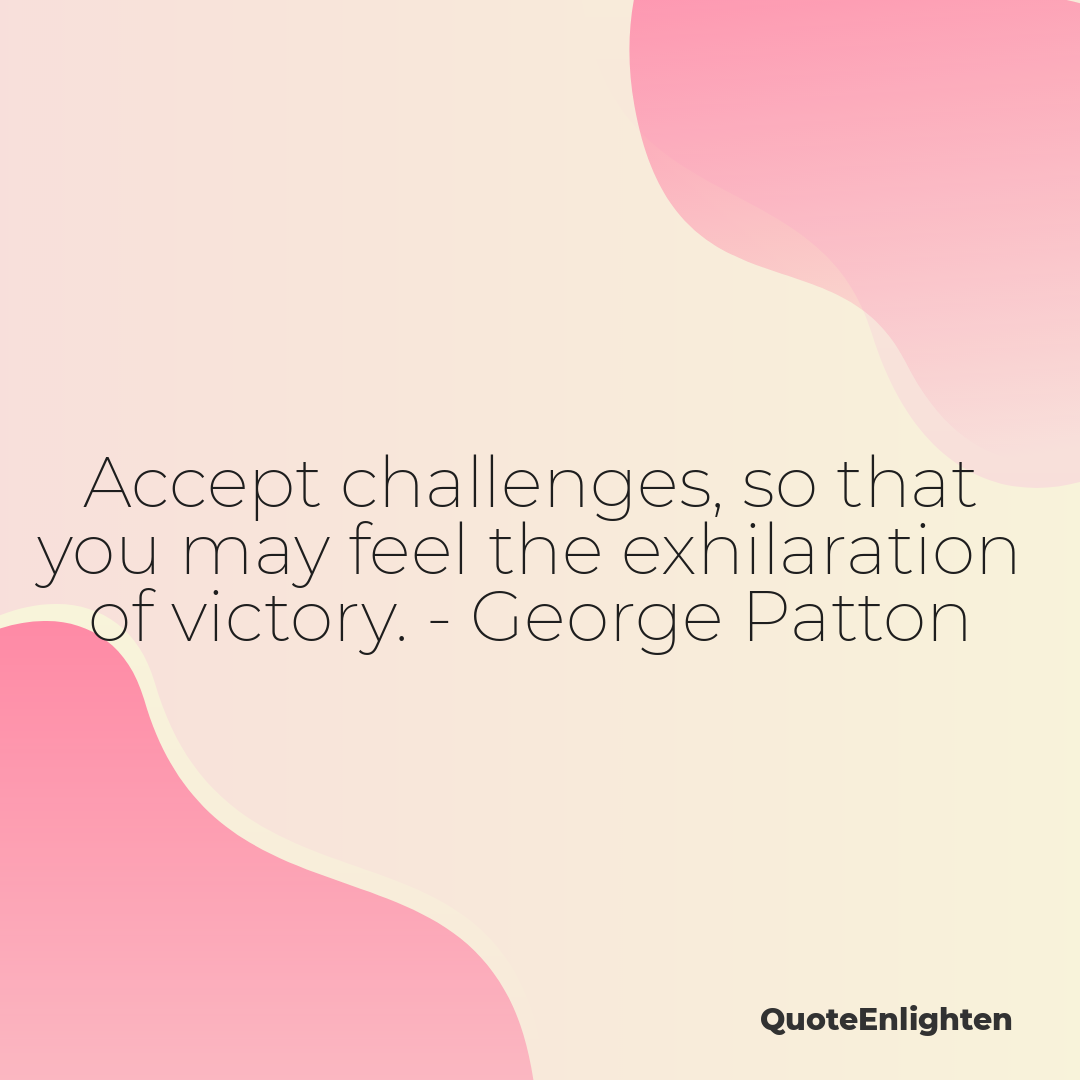 Accept challenges, so that
you may feel the exhilaration
of victory. - George Patton
QuoteEnlighten